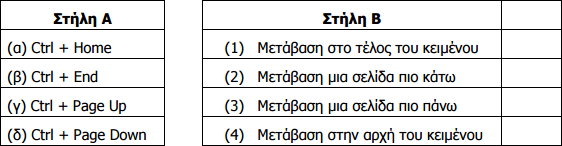 Στήλη Α Στήλη Β
(α) Ctrl + Home (1) Μετάβαση στο τέλος του κειμένου
(β) Ctrl + End (2) Μετάβαση μια σελίδα πιο κάτω
(γ) Ctrl + Page Up (3) Μετάβαση μια σελίδα πιο πάνω
(δ) Ctrl + Page Down (4) Μετάβαση στην αρχή του κειμένου